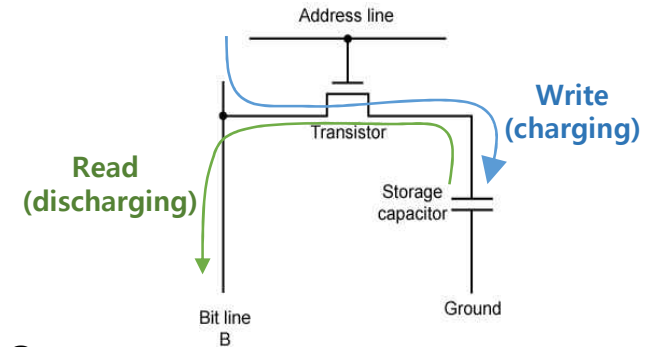 Address line
Write
(charging)
Transistor
Read
(discharging)
Storage
capacitor
Ground
Bit line
B